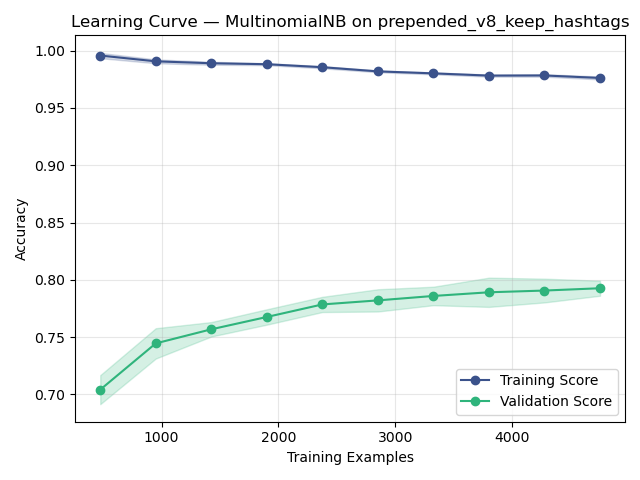 Learning Curve — MultinomialNB on prepended_v8_keep_hashtags
1.00
0.95
0.90
0.85
0.80
0.75
0.70
Accuracy
1000 2000 3000 4000
Training Examples
Training Score
Validation Score